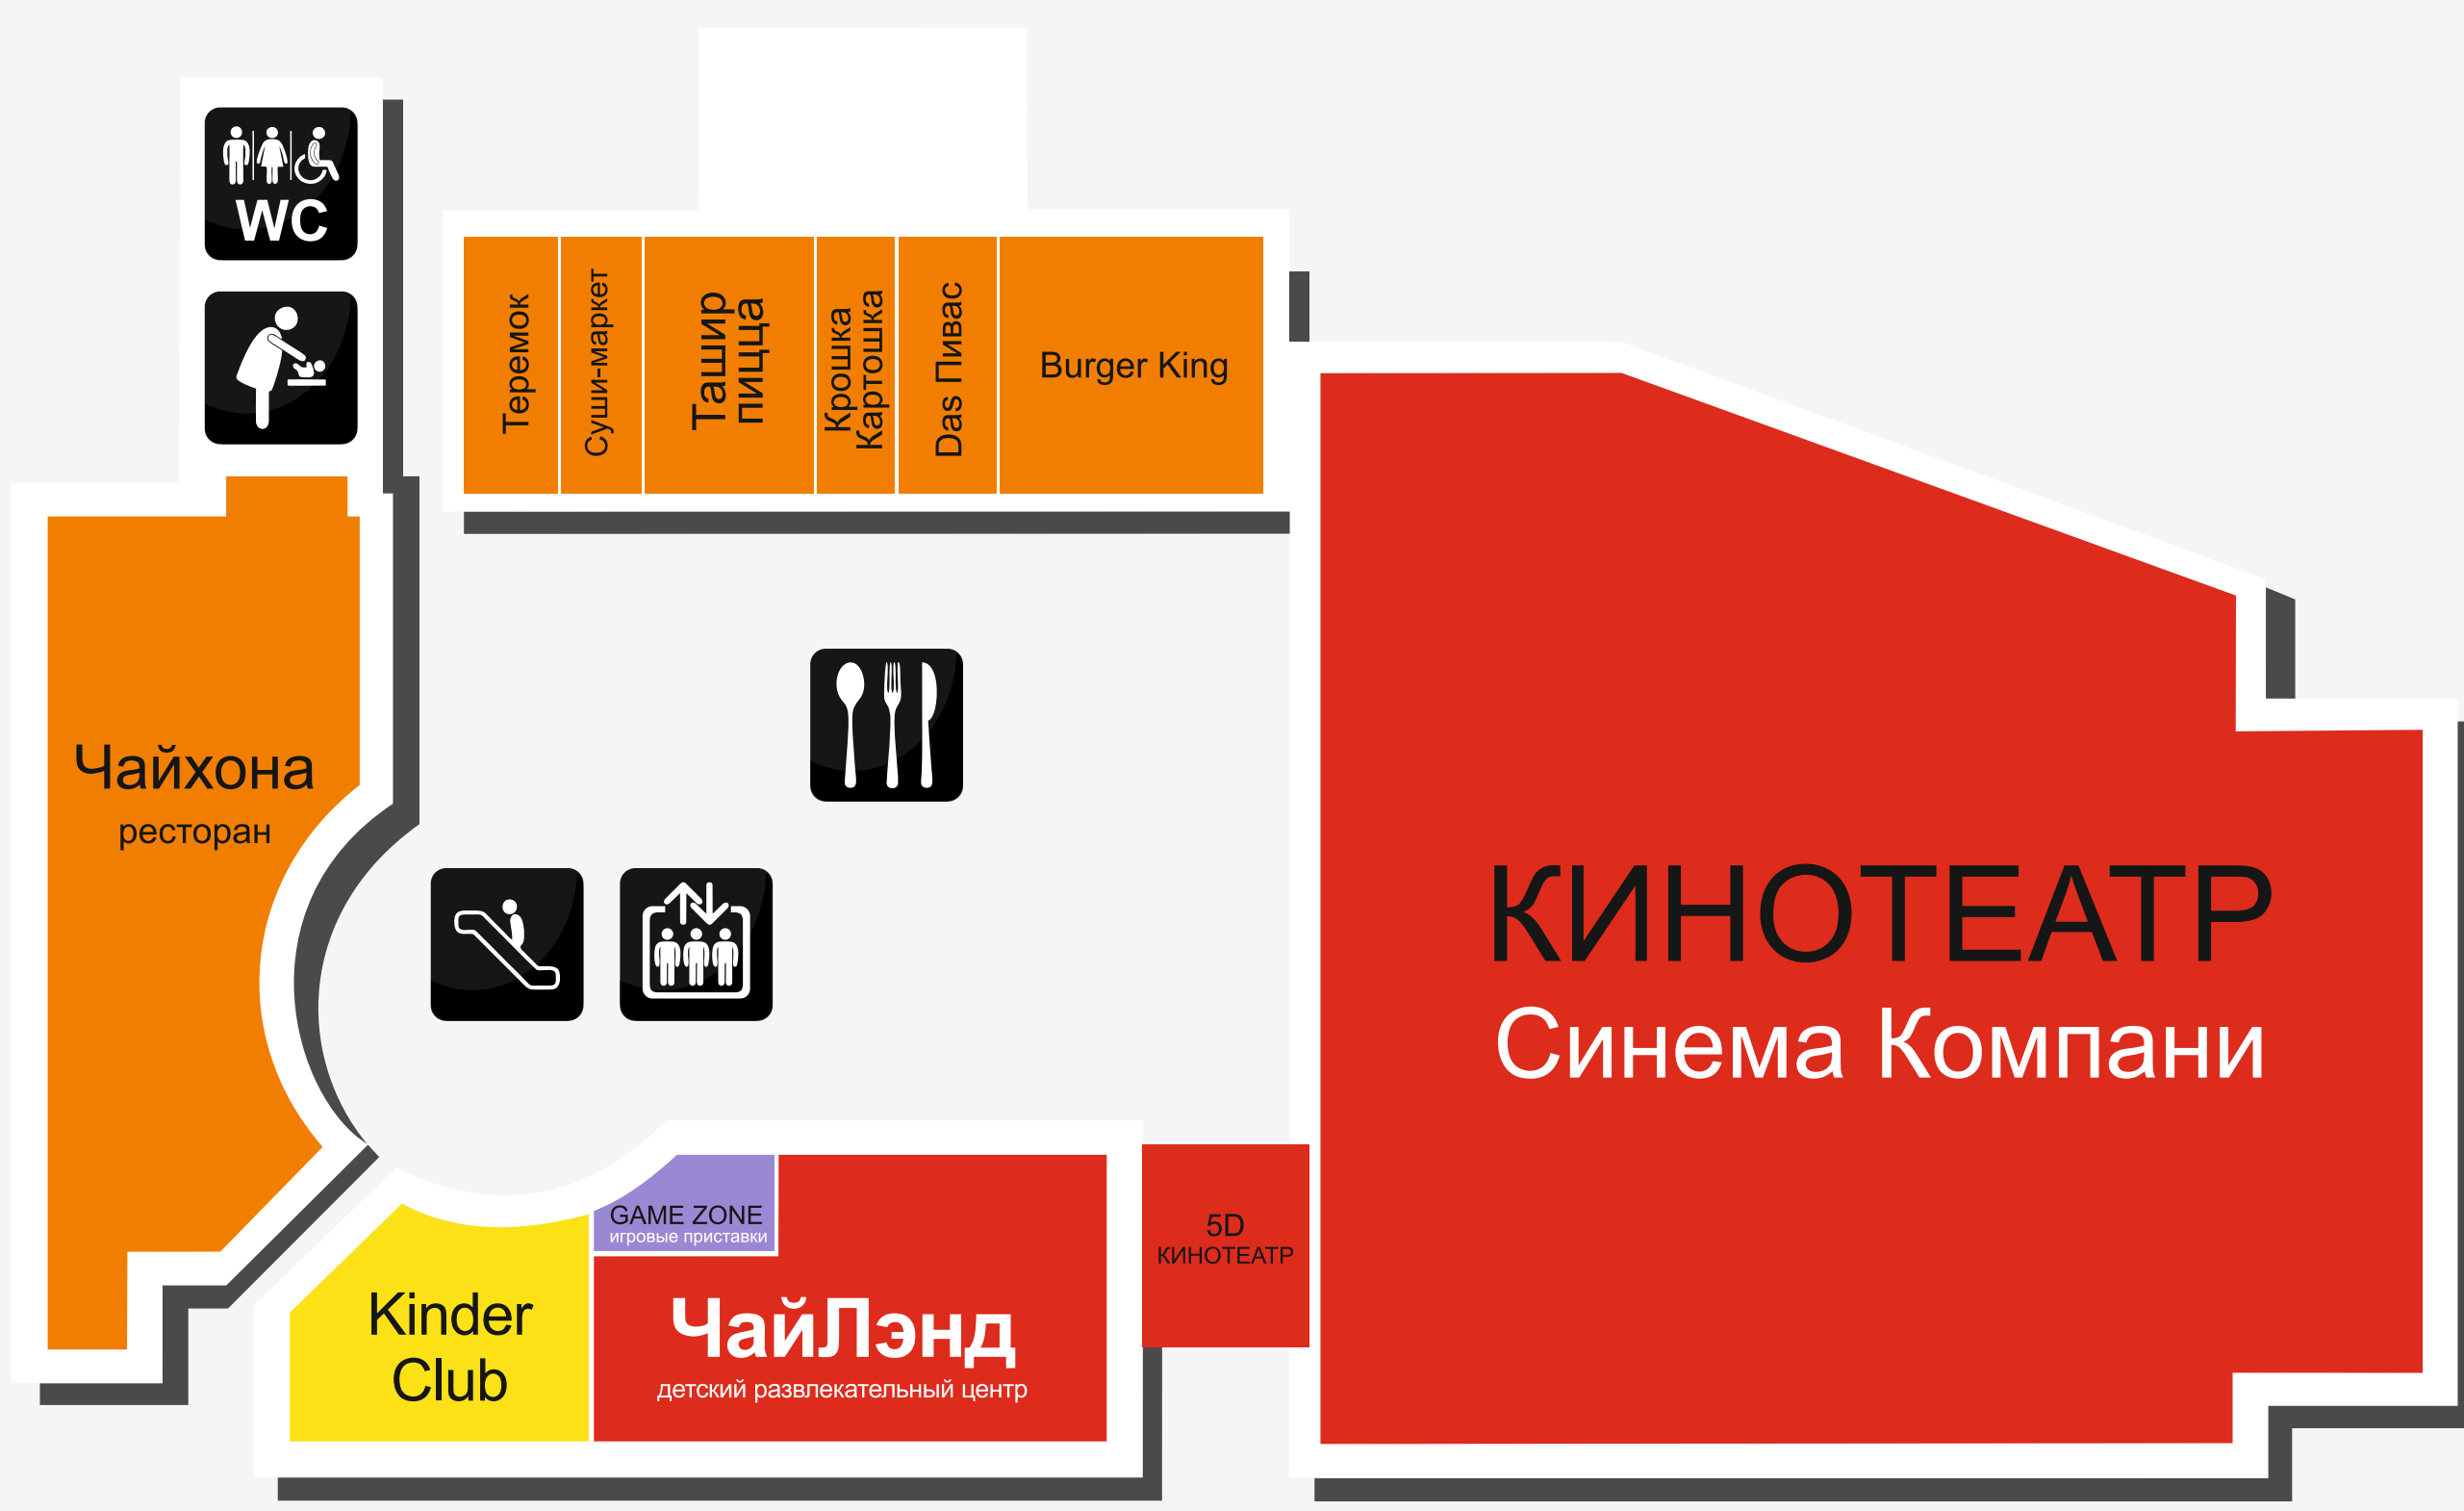 WC
Теремок
Суши-маркет
Ташир
пицца
Крошка
Картошка
Das Пивас
Burger King
Чайхона
ресторан
КИНОТЕАТР
Синема Компани
GAME ZONE
игровые приставки
5D
КИНОТЕАТР
Kinder
Club
ЧайЛэнд
детский развлекательный центр